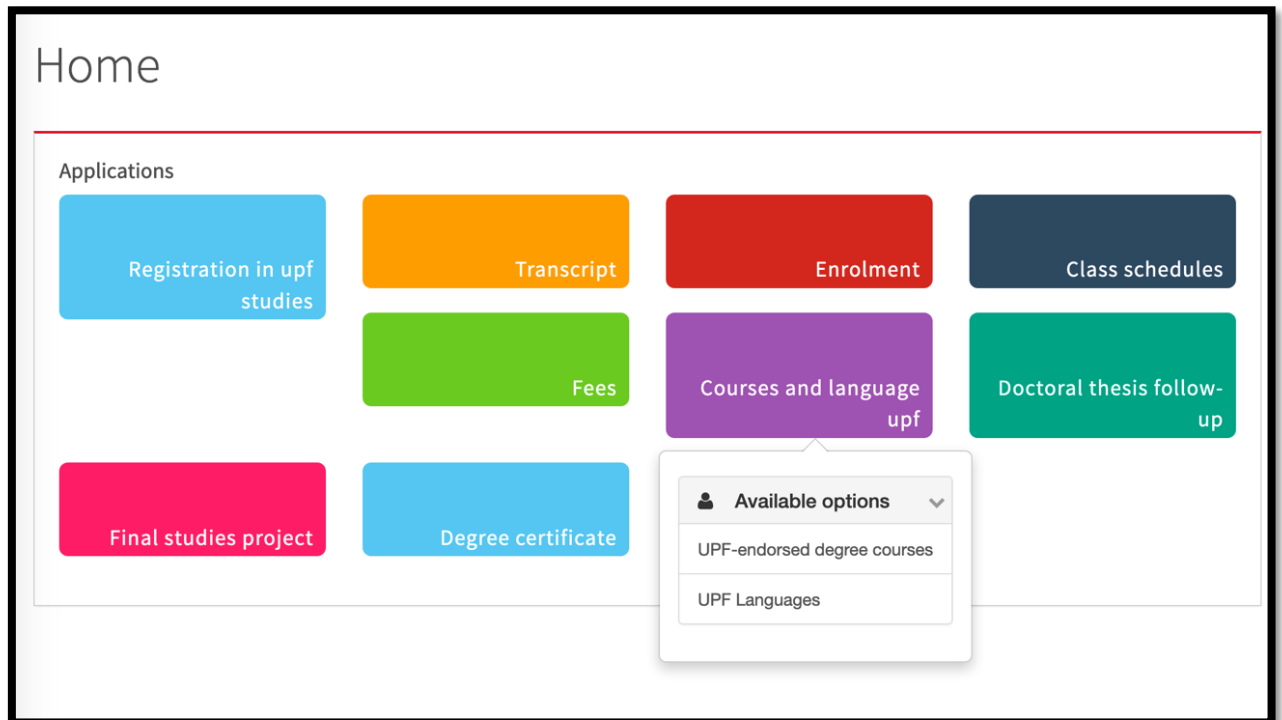 Home
Applications
Registration in upf
studies
Transcript
Enrolment
Class schedules
Fees
Courses and language
upf
Doctoral thesis follow-
up
Final studies project
Degree certificate
Available options
UPF-endorsed degree courses
UPF Languages